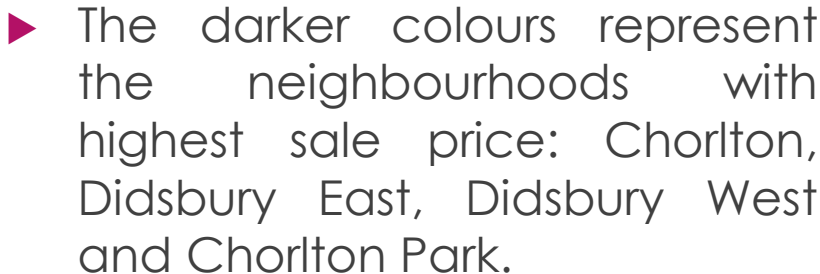 The darker colours represent
the neighbourhoods with
highest sale price: Chorlton,
Didsbury East, Didsbury West
and Chorlton Park.